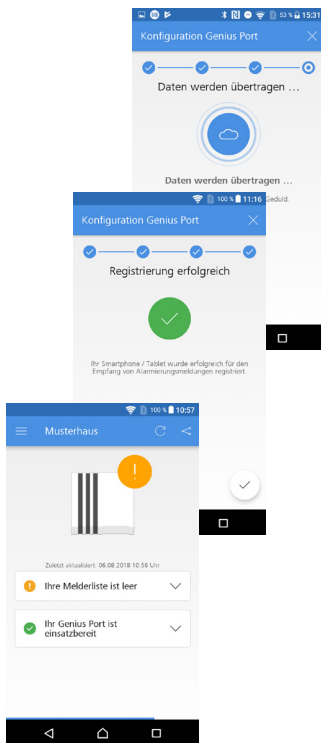 53 % 15:31
Konfiguration Genius Port
Daten werden übertragen ...
Daten werden übertragen ...
Geduld.
100 % 11:16
Konfiguration Genius Port
Registrierung erfolgreich
Ihr Smartphone / Tablet wurde erfolgreich für den
Empfang von Alarmierungsmeldungen registriert
100 % 10:57
Musterhaus
Zuletzt aktualisiert: 06.08.2018 10:56 Uhr
Ihre Melderliste ist leer
Ihr Genius Port ist
einsatzbereit